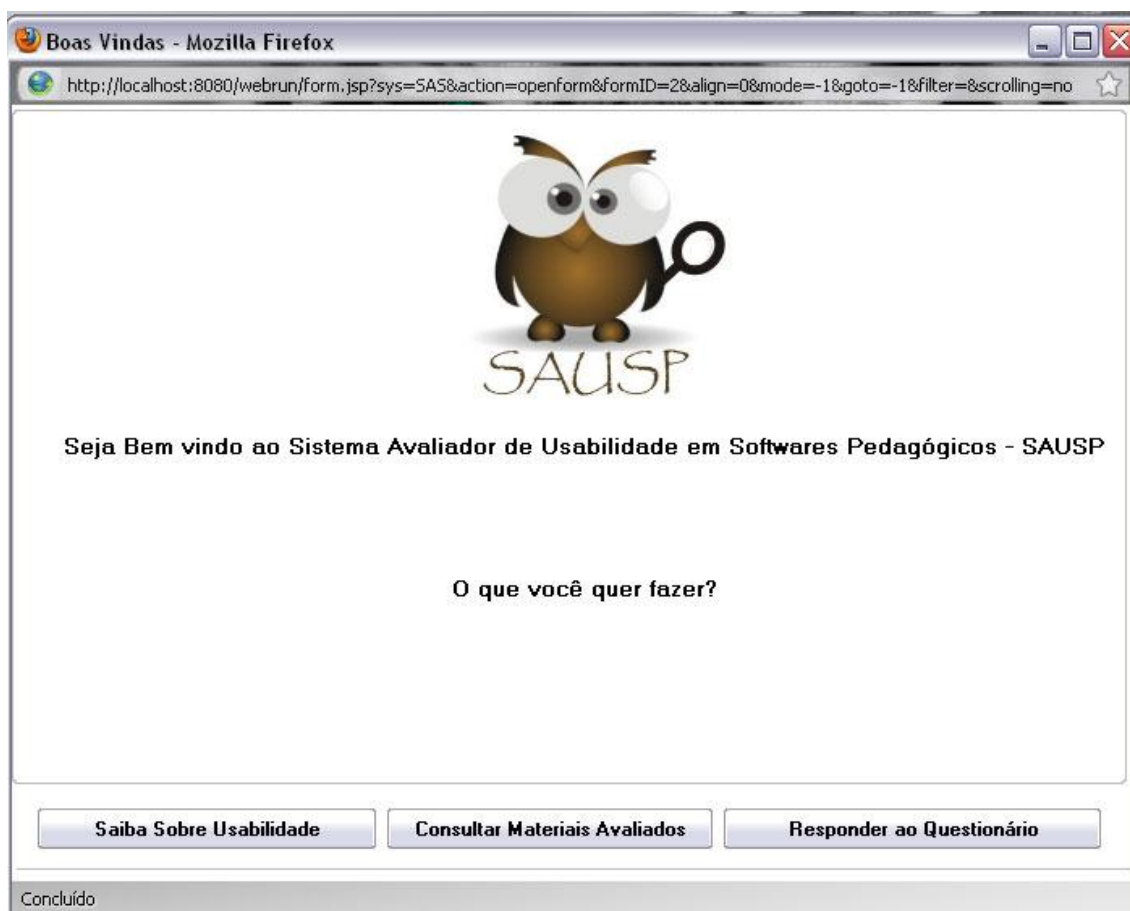 Boas Vindas - Mozilla Firefox
http://localhost:8080/webrun/form.jsp?sys=SAS&action=openform&formID=2&align=0&mode=-1&goto=-1&filter=&scrolling=no
SAUSP
Seja Bem vindo ao Sistema Avaliador de Usabilidade em Softwares Pedagógicos - SAUSP
O que você quer fazer?
Saiba Sobre Usabilidade Consultar Materiais Avaliados Responder ao Questionário
Concluído